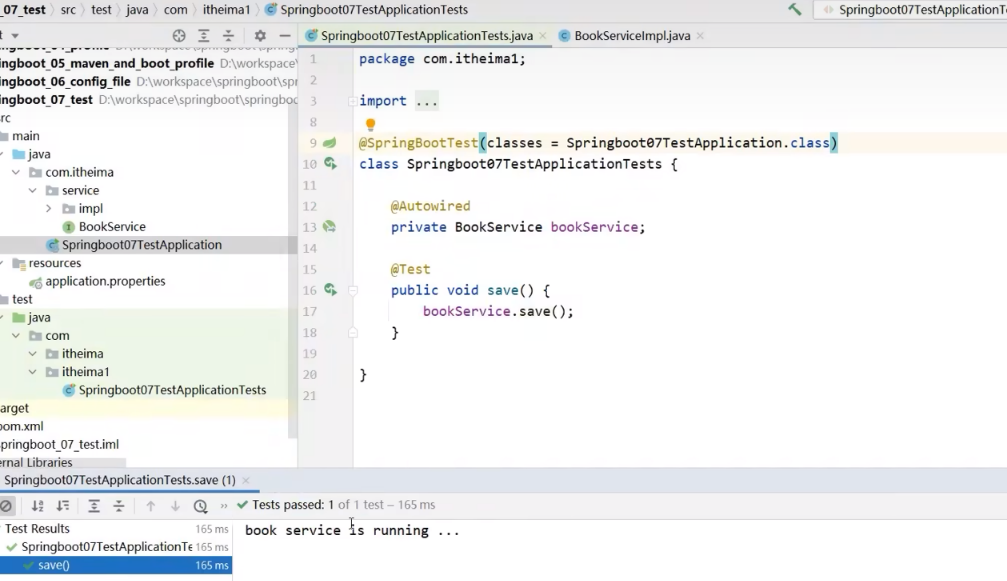 _07_test › src › test › java › com › itheima1 › Springboot07TestApplicationTests
Springboot07TestApplicationT
Springboot07TestApplicationTests.java × BookServiceImpl.java ×
ingboot_05_maven_and_boot_profile D:\workspace\
ingboot_06_config_file D:\workspace\springboot\spr
ingboot_07_test D:\workspace\springboot\springboo
rc
main
java
com.itheima
service
impl
BookService
Springboot07TestApplication
resources
application.properties
test
java
com
itheima
itheima1
Springboot07TestApplicationTests
arget
pom.xml
springboot_07_test.iml
ernal Libraries
1 package com.itheima1;
2
3 import ...
8
9 @SpringBootTest(classes = Springboot07TestApplication.class)
10 class Springboot07TestApplicationTests {
11
12 @Autowired
13 private BookService bookService;
14
15 @Test
16 public void save() {
17 bookService.save();
18 }
19
20 }
21
Springboot07TestApplicationTests.save (1) ×
» Tests passed: 1 of 1 test – 165 ms
Test Results 165 ms
Springboot07TestApplicationTe 165 ms
save() 165 ms
book service is running ...